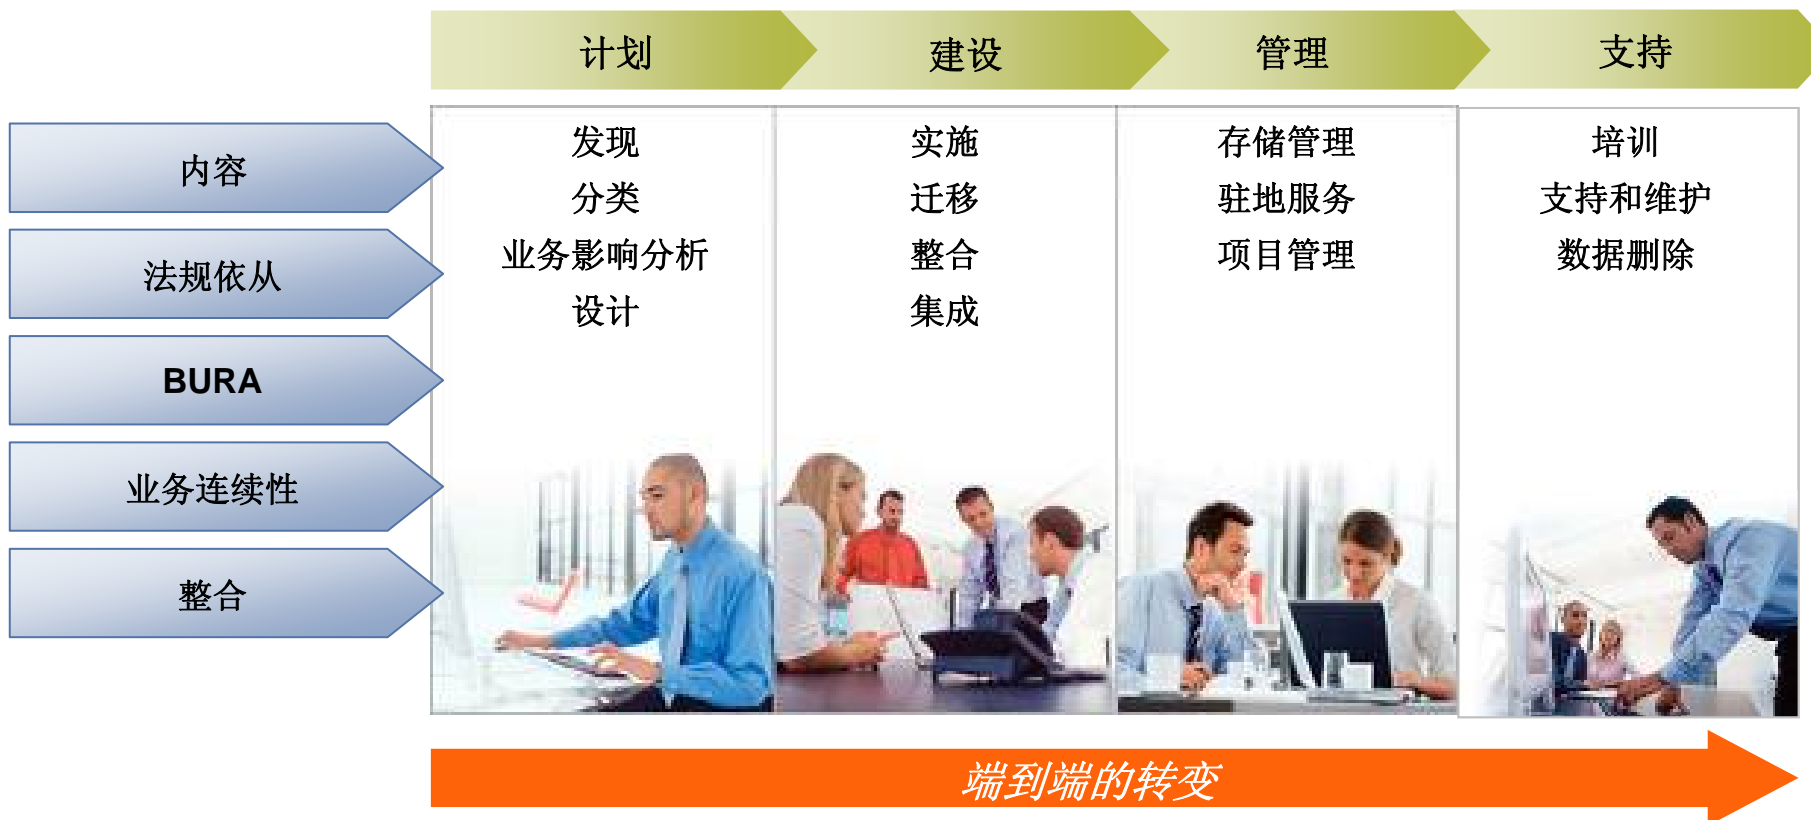 计划
建设
管理
支持
内容
法规依从
BURA
业务连续性
整合
发现
分类
业务影响分析
设计
实施
迁移
整合
集成
存储管理
驻地服务
项目管理
培训
支持和维护
数据删除
端到端的转变